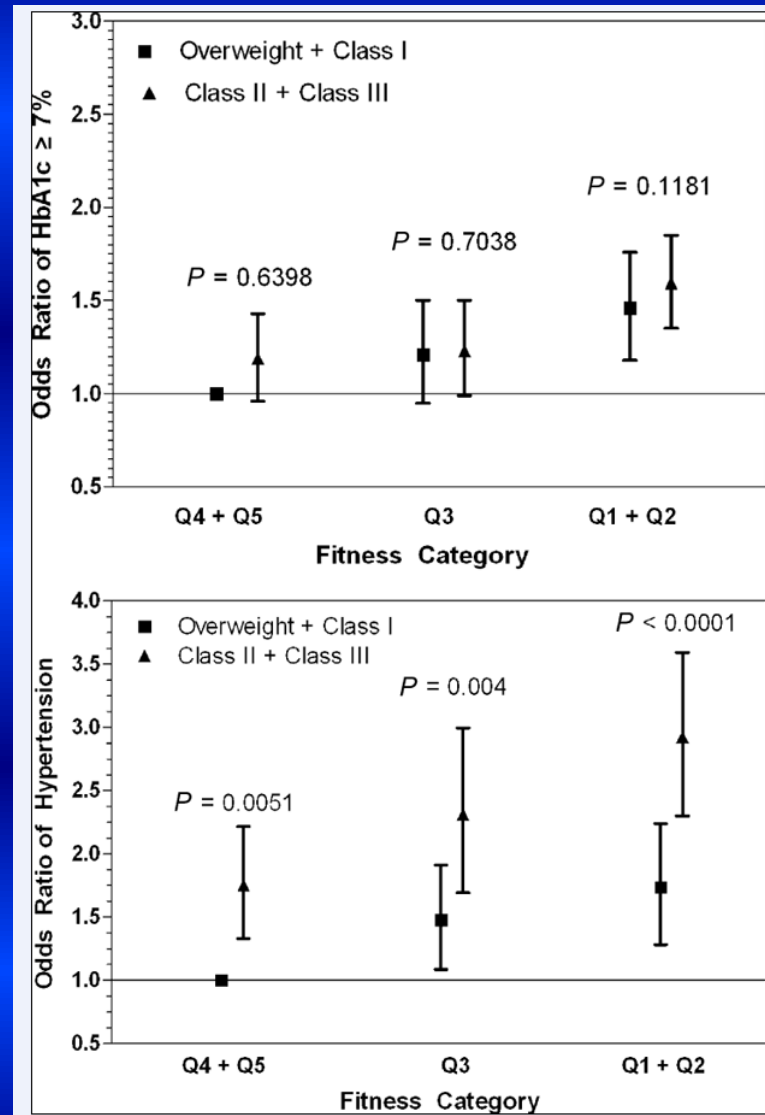 3.0
Overweight + Class I
Class II + Class III
2.5
2.0
1.5
1.0
0.5
Odds Ratio of HbA1c ≥ 7%
P = 0.6398
P = 0.7038
P = 0.1181
Q4 + Q5
Q3
Q1 + Q2
Fitness Category
4.0
Overweight + Class I
Class II + Class III
3.5
3.0
2.5
2.0
1.5
1.0
0.5
Odds Ratio of Hypertension
P = 0.0051
P = 0.004
P < 0.0001
Q4 + Q5
Q3
Q1 + Q2
Fitness Category